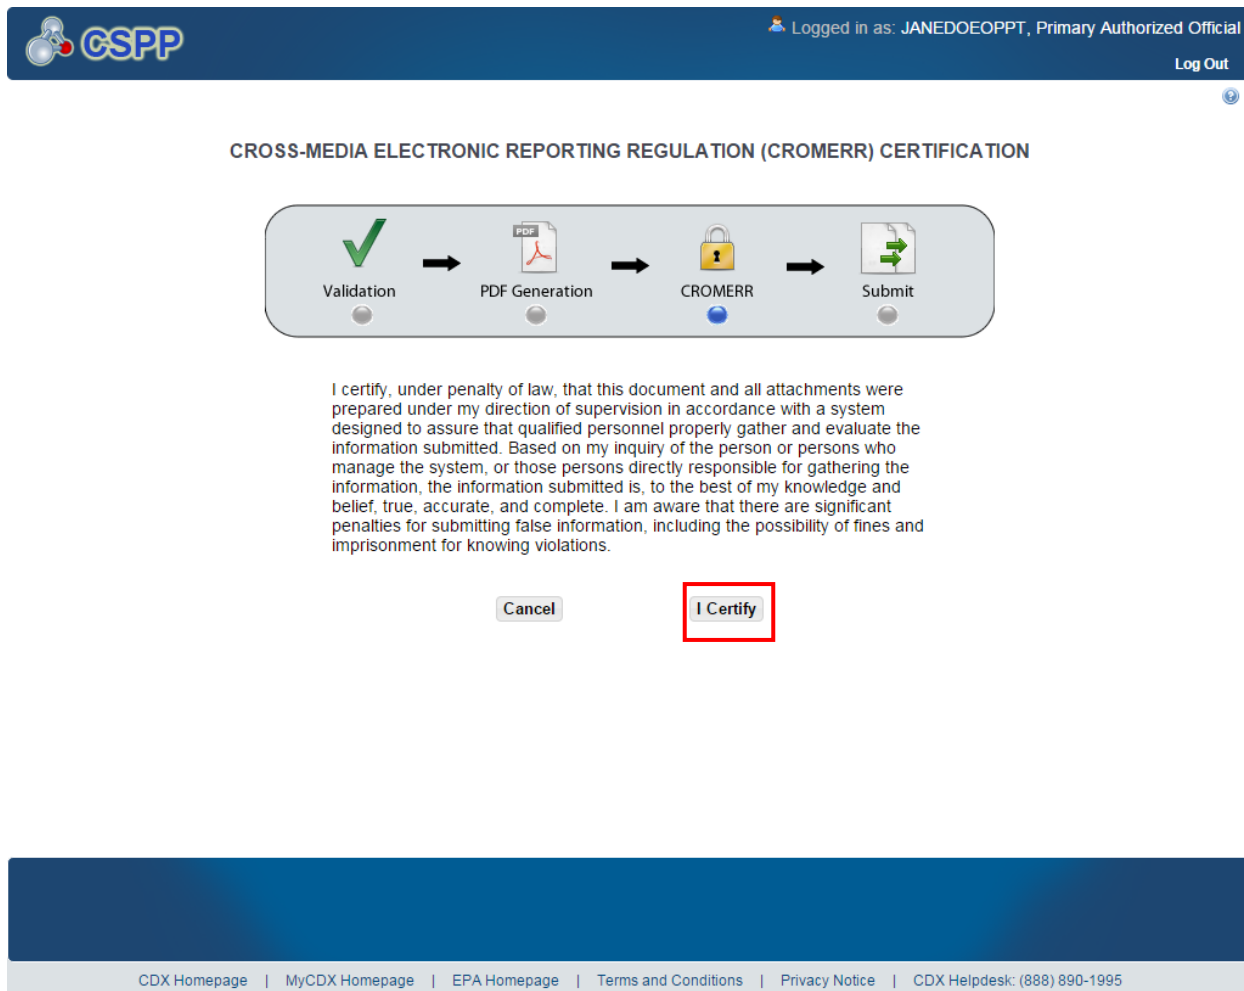 CSPP
Logged in as: JANEDOEOPPT, Primary Authorized Official
Log Out
CROSS-MEDIA ELECTRONIC REPORTING REGULATION (CROMERR) CERTIFICATION
PDF
Validation PDF Generation CROMERR Submit
I certify, under penalty of law, that this document and all attachments were
prepared under my direction of supervision in accordance with a system
designed to assure that qualified personnel properly gather and evaluate the
information submitted. Based on my inquiry of the person or persons who
manage the system, or those persons directly responsible for gathering the
information, the information submitted is, to the best of my knowledge and
belief, true, accurate, and complete. I am aware that there are significant
penalties for submitting false information, including the possibility of fines and
imprisonment for knowing violations.
Cancel I Certify
CDX Homepage | MyCDX Homepage | EPA Homepage | Terms and Conditions | Privacy Notice | CDX Helpdesk: (888) 890-1995